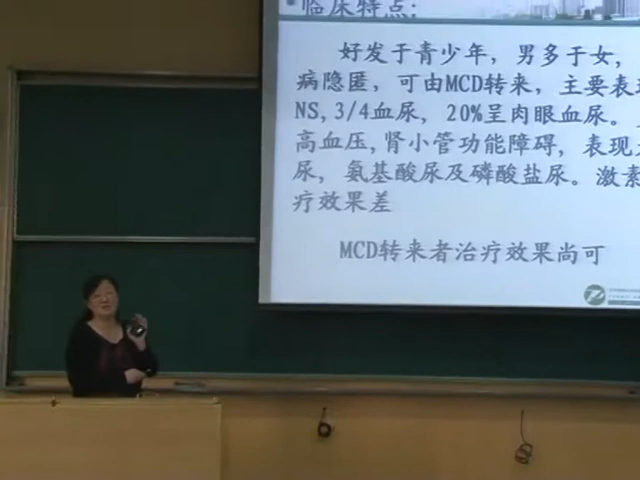 临床特点:
好发于青少年，男多于女，
病隐匿，可由MCD转来，主要表现
NS,3/4血尿，20%呈肉眼血尿。
高血压,肾小管功能障碍，表现
尿，氨基酸尿及磷酸盐尿。激素
疗效果差
MCD转来者治疗效果尚可